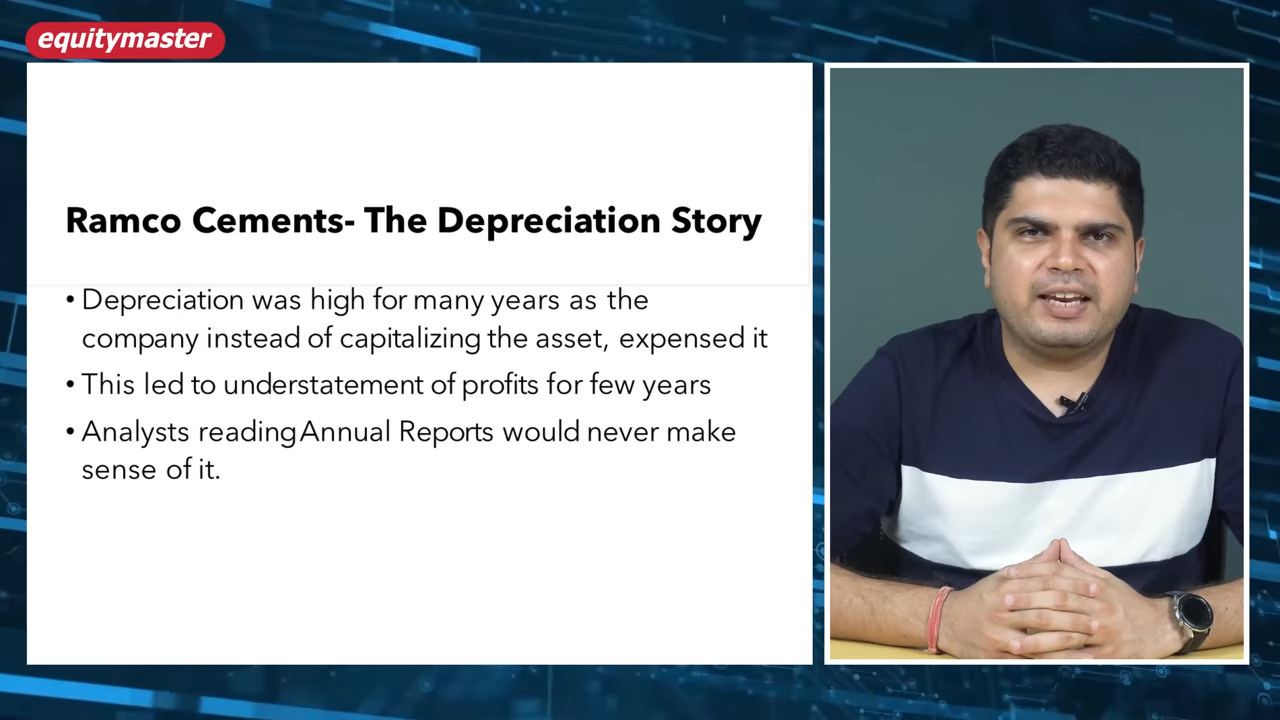 equitymaster
Ramco Cements- The Depreciation Story
• Depreciation was high for many years as the
company instead of capitalizing the asset, expensed it
• This led to understatement of profits for few years
• Analysts reading Annual Reports would never make
sense of it.